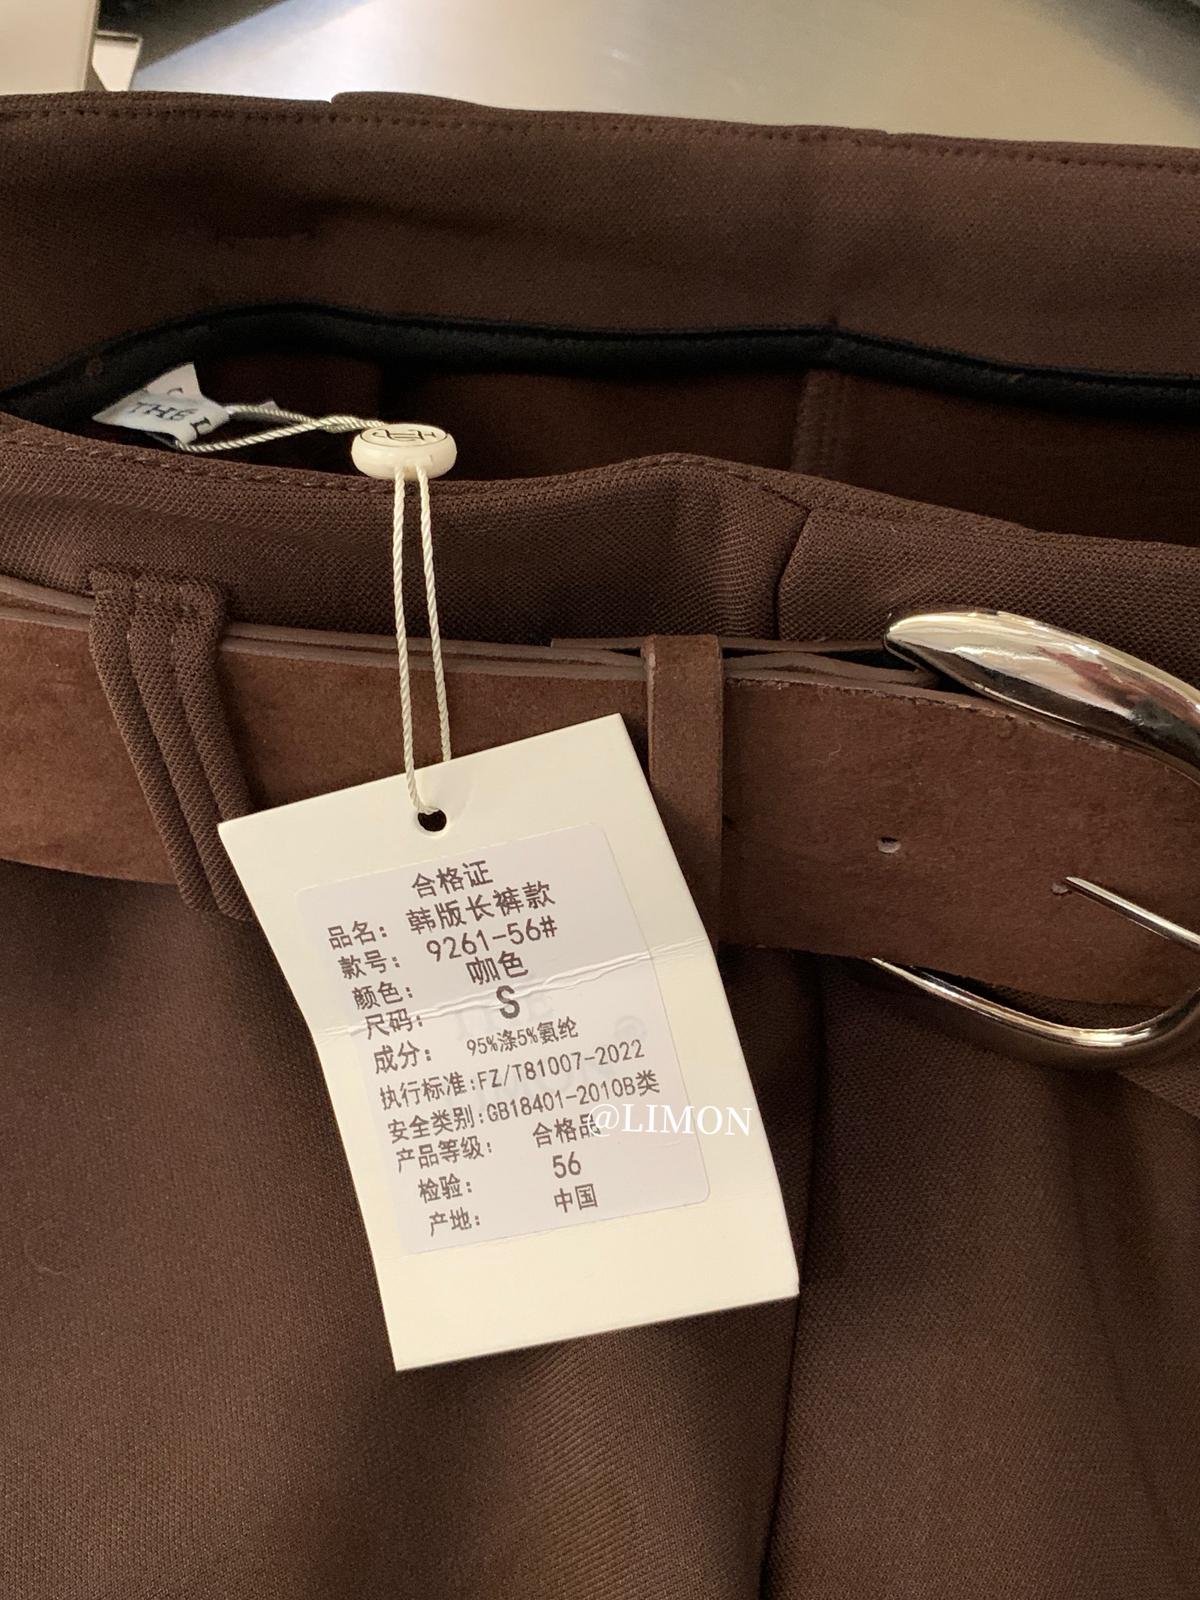 THE L
合格证
品名: 韩版长裤款
款号: 9261-56#
颜色: 咖色
尺码: S
成分: 95%涤5%氨纶
执行标准:FZ/T81007-2022
安全类别:GB18401-2010B类
产品等级: 合格品
检验: 56
产地: 中国
@LIMON